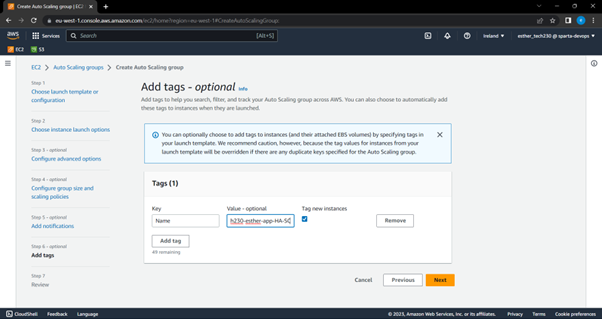 Create Auto Scaling group | EC2
eu-west-1.console.aws.amazon.com/ec2/home?region=eu-west-1#CreateAutoScalingGroup:
aws Services Search [Alt+S] Ireland esther_tech230 @ sparta-devops
EC2 S3
EC2 > Auto Scaling groups > Create Auto Scaling group
Step 1
Choose launch template or
configuration
Step 2
Choose instance launch options
Step 3 - optional
Configure advanced options
Step 4 - optional
Configure group size and
scaling policies
Step 5 - optional
Add notifications
Step 6 - optional
Add tags
Step 7
Review
Add tags - optional Info
Add tags to help you search, filter, and track your Auto Scaling group across AWS. You can also choose to automatically add
these tags to instances when they are launched.
You can optionally choose to add tags to instances (and their attached EBS volumes) by specifying tags in
your launch template. We recommend caution, however, because the tag values for instances from your
launch template will be overridden if there are any duplicate keys specified for the Auto Scaling group.
Tags (1)
Key Value - optional Tag new instances
Name h230-esther-app-HA-SC Remove
Add tag
49 remaining
Cancel Previous Next
CloudShell Feedback Language © 2023, Amazon Web Services, Inc. or its affiliates. Privacy Terms Cookie preferences